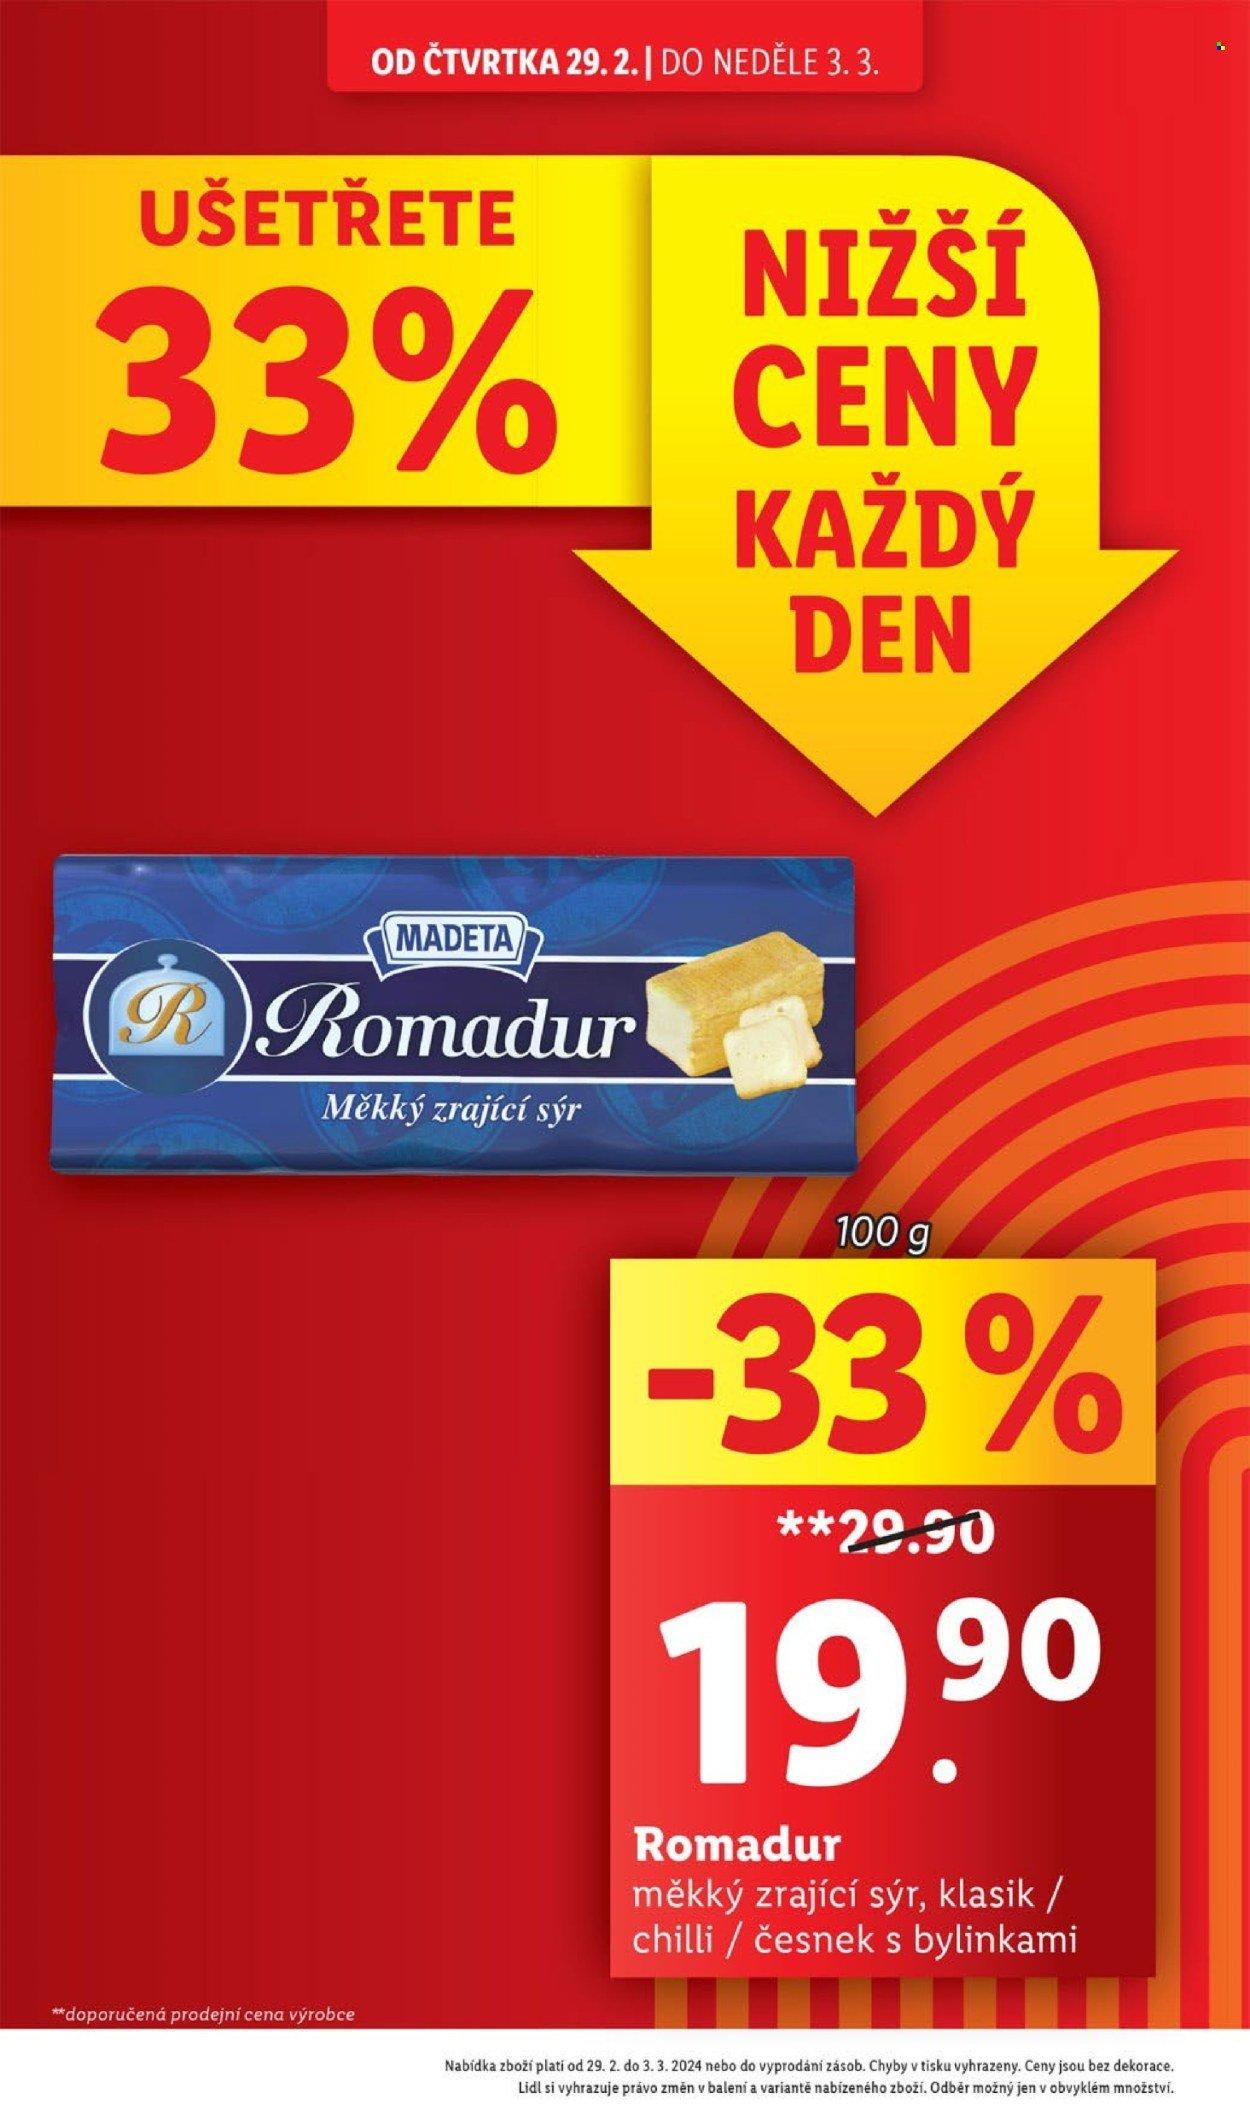 OD ČTVRTKA 29. 2. | DO NEDĚLE 3. 3.
UŠETŘETE
33%
NIŽŠÍ
CENY
KAŽDÝ
DEN
MADETA
R
Romadur
Měkký zrající sýr
100 g
-33 %
**29.90
19.90
Romadur
měkký zrající sýr, klasik /
chilli / česnek s bylinkami
**doporučená prodejní cena výrobce
Nabídka zboží platí od 29. 2. do 3. 3. 2024 nebo do vyprodání zásob. Chyby v tisku vyhrazeny. Ceny jsou bez dekorace.
Lidl si vyhrazuje právo změn v balení a variantě nabízeného zboží. Odběr možný jen v obvyklém množství.